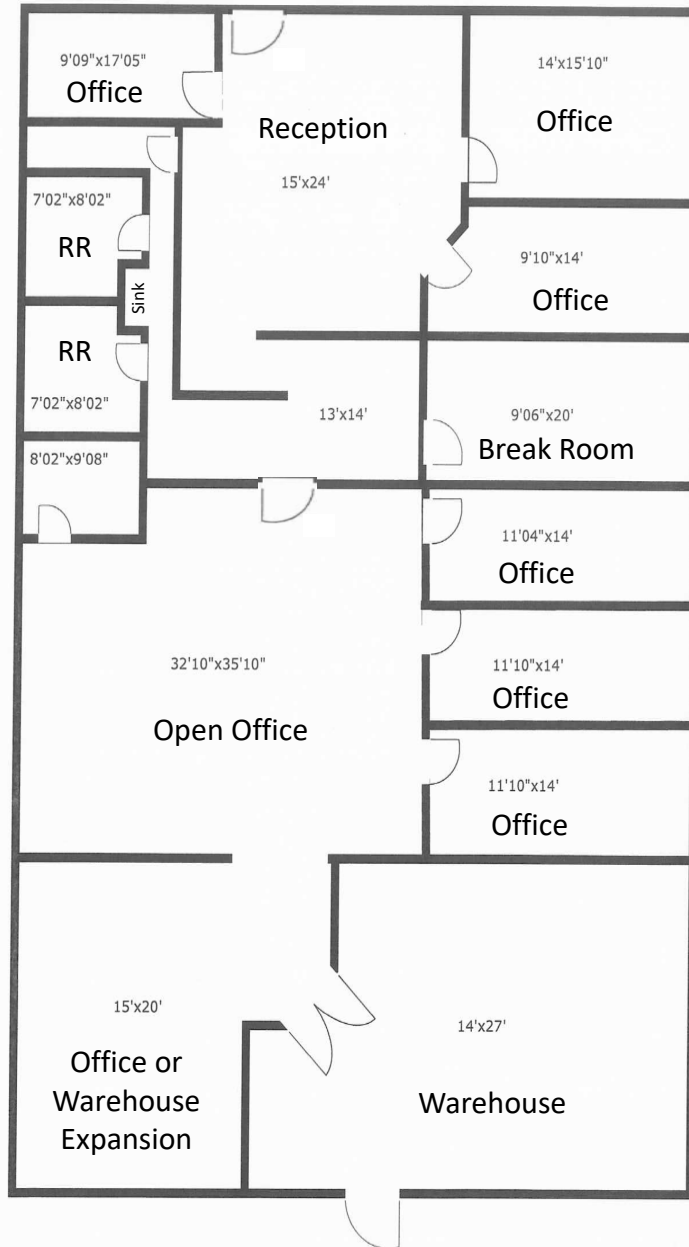 9'09"x17'05"
Office
Reception
15'x24'
14'x15'10"
Office
7'02"x8'02"
RR
Sink
9'10"x14'
Office
RR
7'02"x8'02"
13'x14'
9'06"x20'
Break Room
8'02"x9'08"
11'04"x14'
Office
32'10"x35'10"
Open Office
11'10"x14'
Office
11'10"x14'
Office
15'x20'
Office or
Warehouse
Expansion
14'x27'
Warehouse